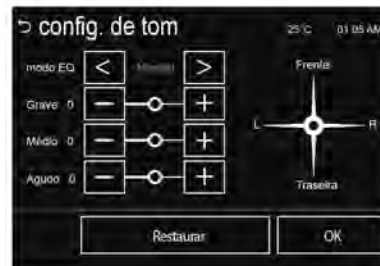 config. de tom
25°C 01:05 AM
modo EQ < > 
Grave 0 - +
Médio 0 - +
Agudo 0 - +
Frente
L R
Traseira
Restaurar OK